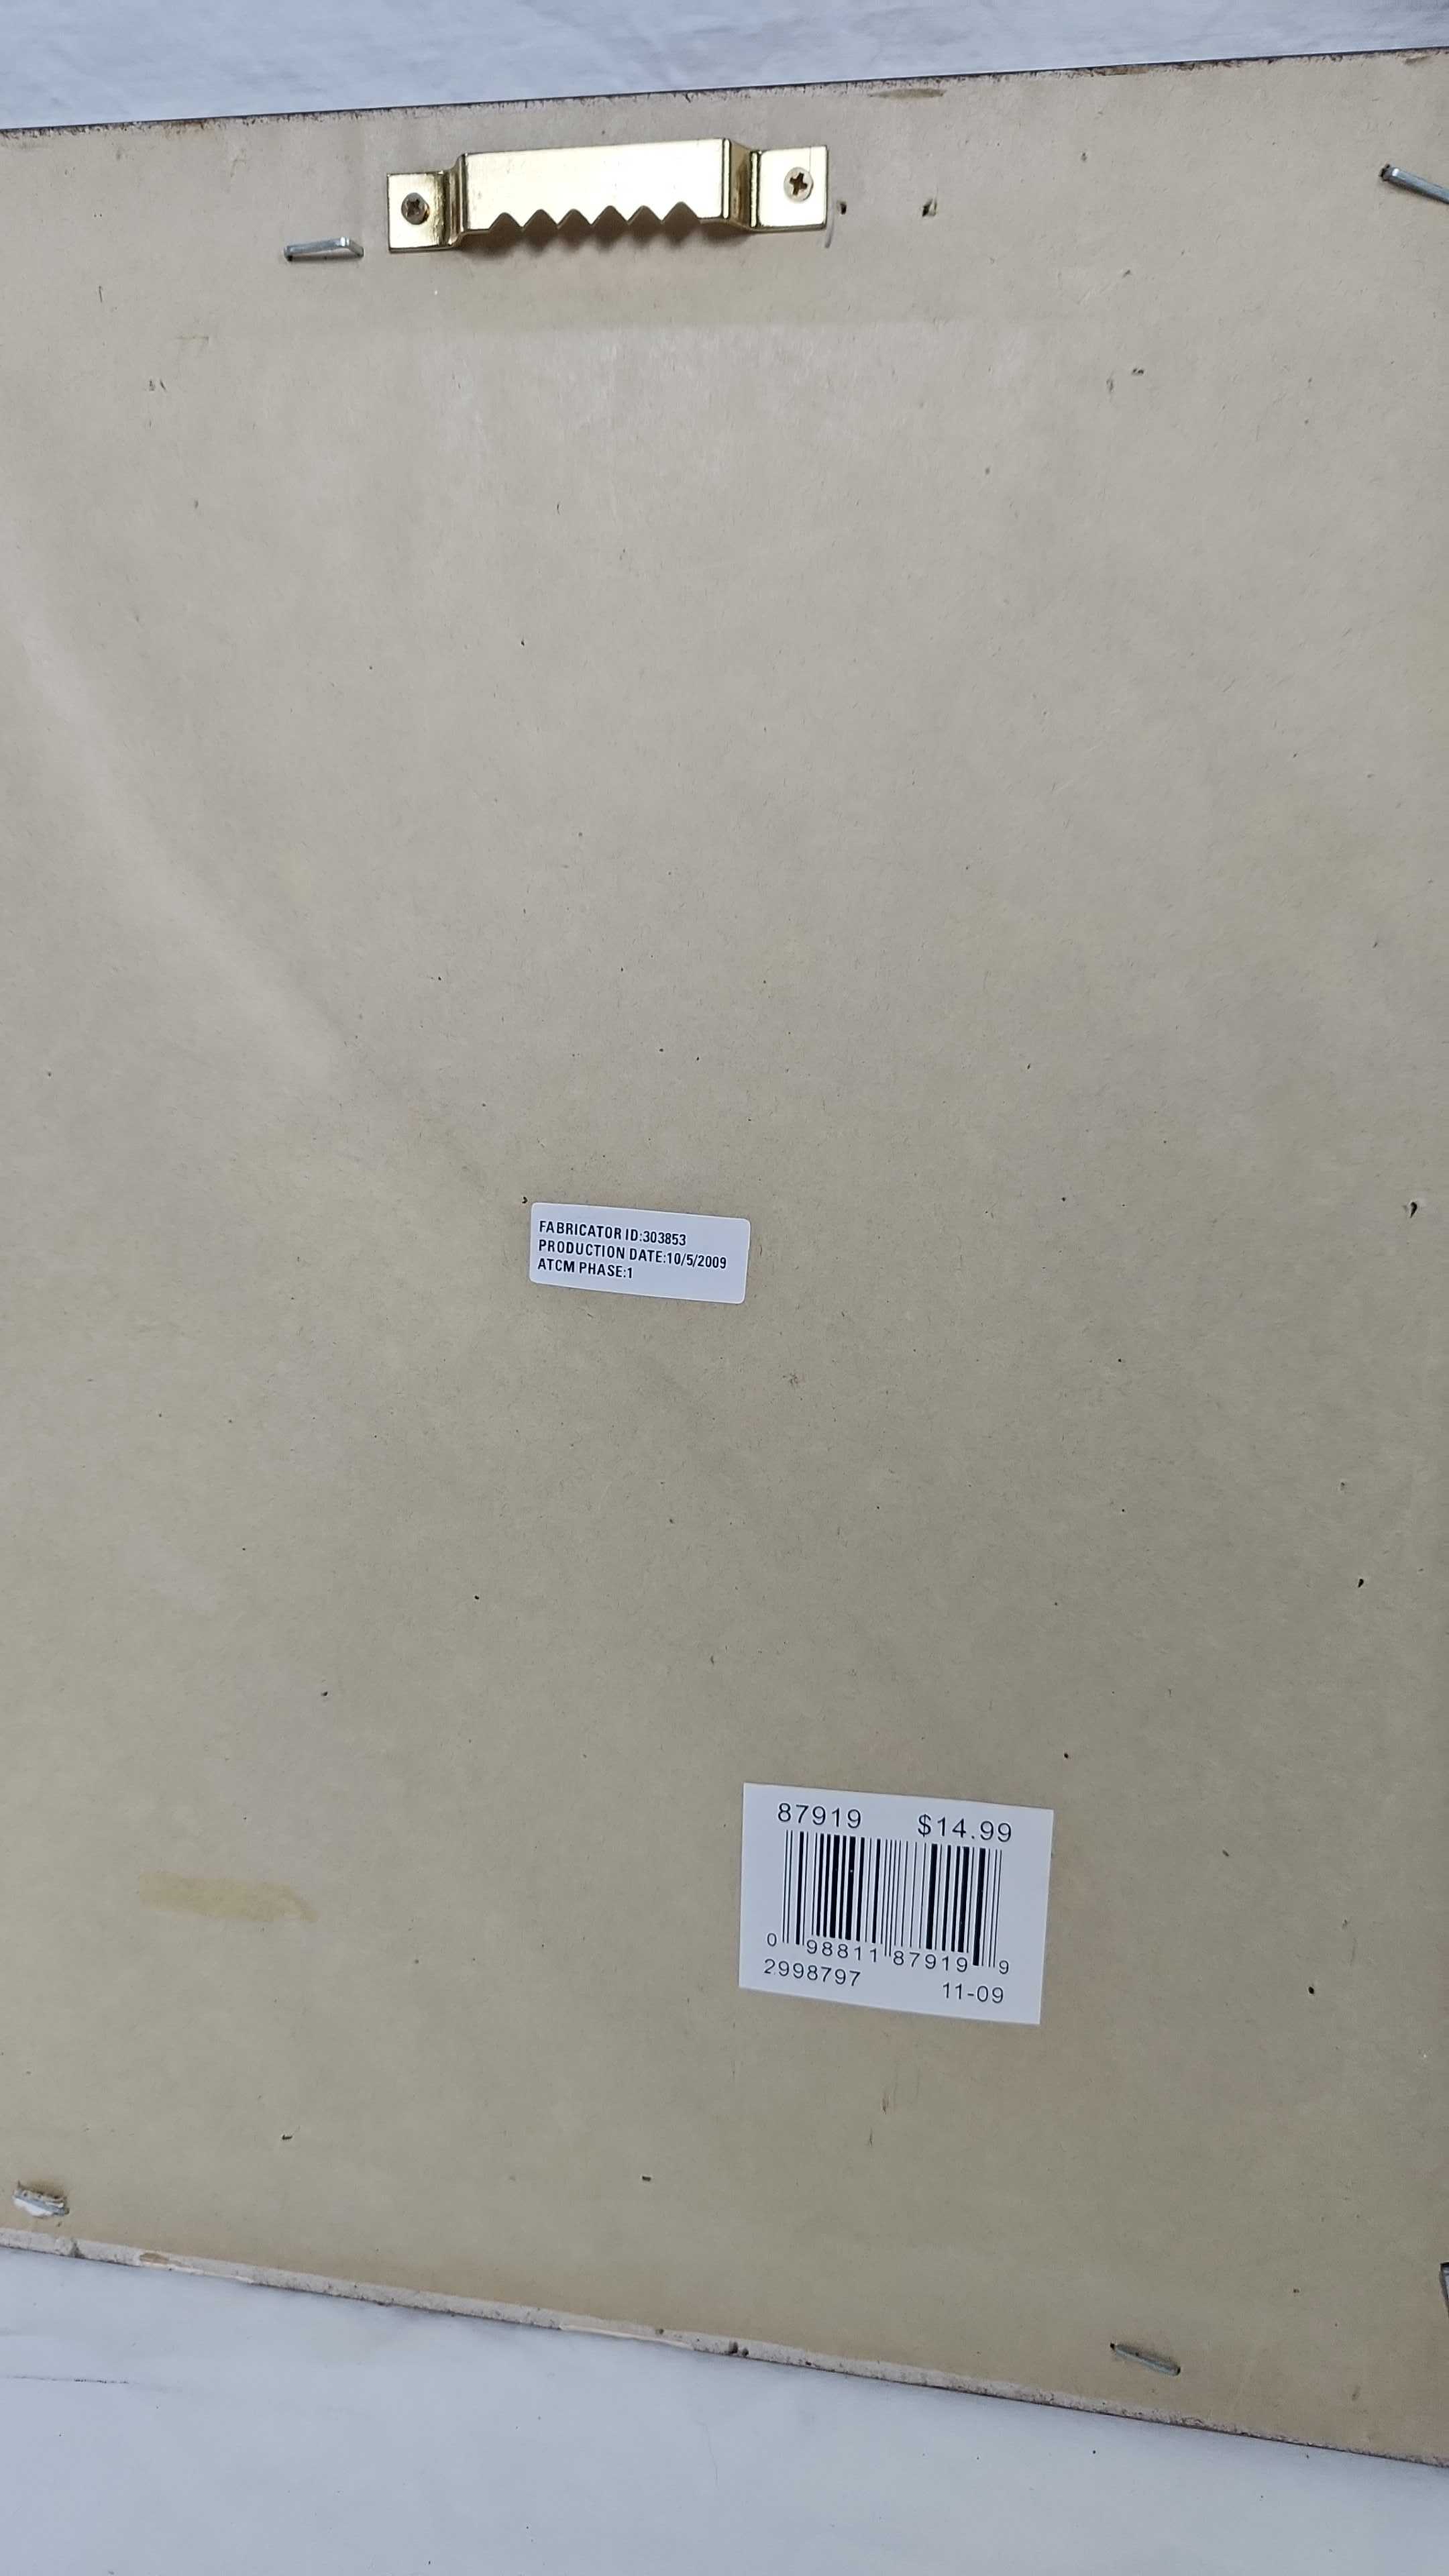 FABRICATOR ID:303853
PRODUCTION DATE:10/5/2009
ATCM PHASE:1
87919 $14.99
0 98811 87919 9
2998797 11-09